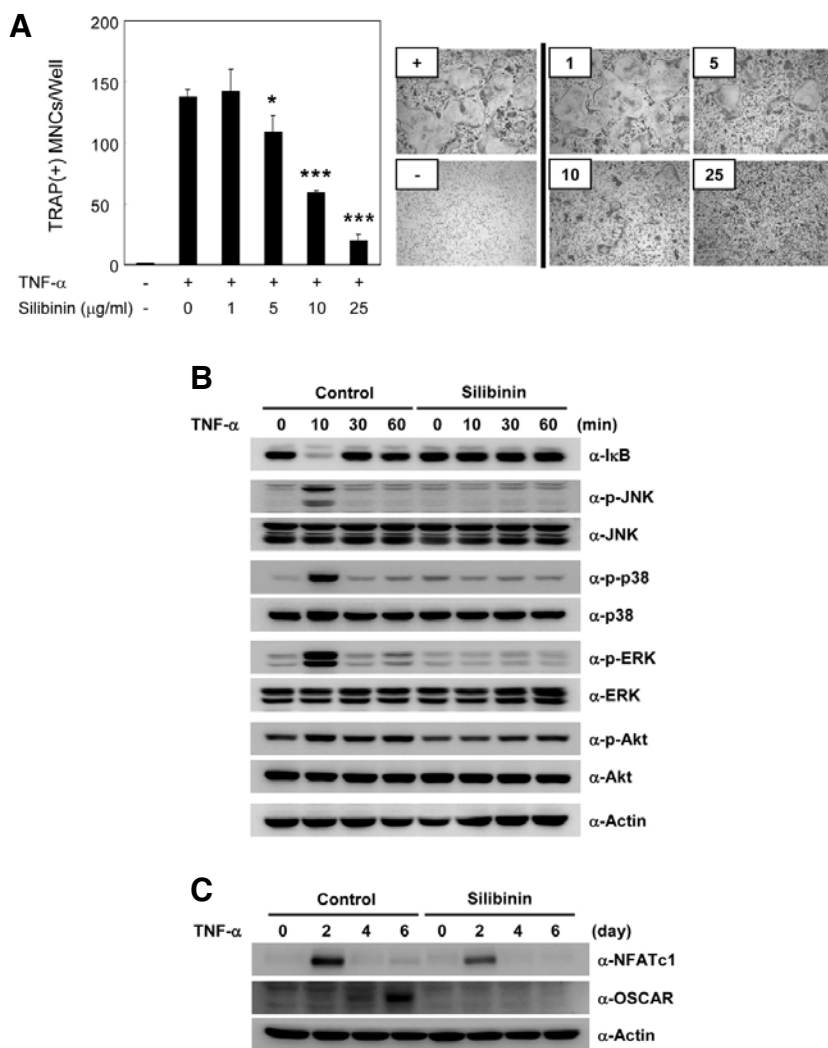 A
200
150
100
50
0
TRAP(+) MNCs/Well
*
***
***
TNF-α - + + + + +
Silibinin (μg/ml) - 0 1 5 10 25
+ 1 5
- 10 25
B
Control Silibinin
TNF-α 0 10 30 60 0 10 30 60 (min)
α-IκB
α-p-JNK
α-JNK
α-p-p38
α-p38
α-p-ERK
α-ERK
α-p-Akt
α-Akt
α-Actin
C
Control Silibinin
TNF-α 0 2 4 6 0 2 4 6 (day)
α-NFATc1
α-OSCAR
α-Actin